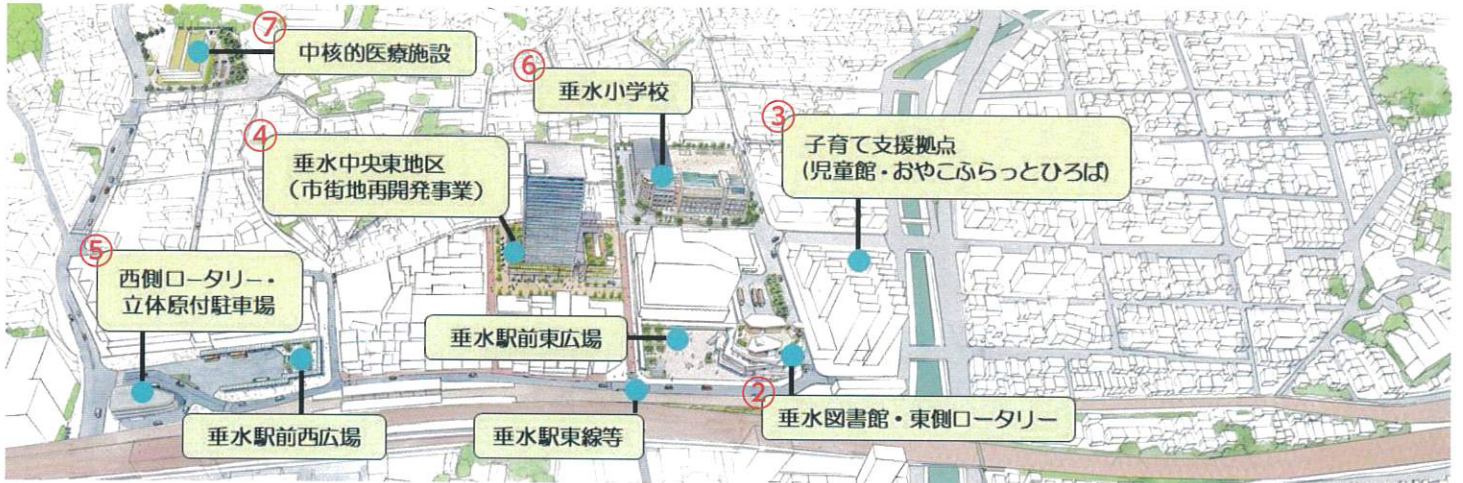 ⑦
中核的医療施設
⑥
垂水小学校
③
子育て支援拠点
(児童館・おやこふらっとひろば)
④
垂水中央東地区
(市街地再開発事業)
⑤
西側ロータリー・
立体原付駐車場
垂水駅前東広場
②
垂水図書館・東側ロータリー
垂水駅前西広場
垂水駅東線等